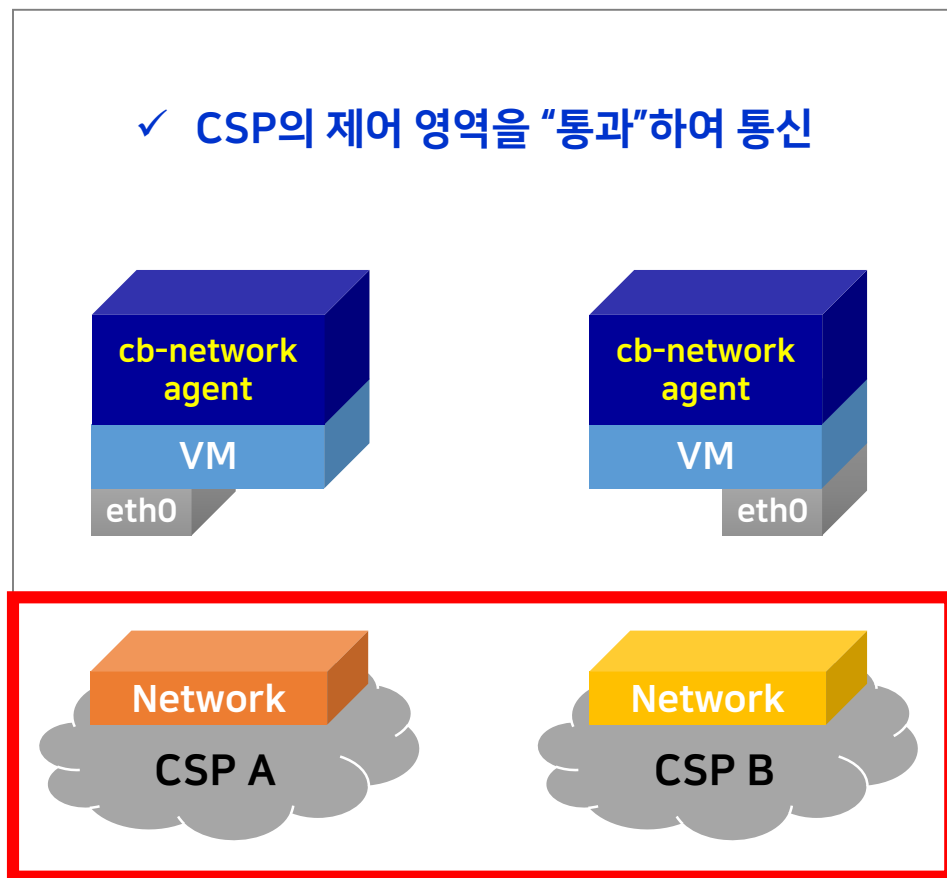 ✓ CSP의 제어 영역을 “통과”하여 통신
cb-network
agent
VM
eth0
cb-network
agent
VM
eth0
Network
CSP A
Network
CSP B